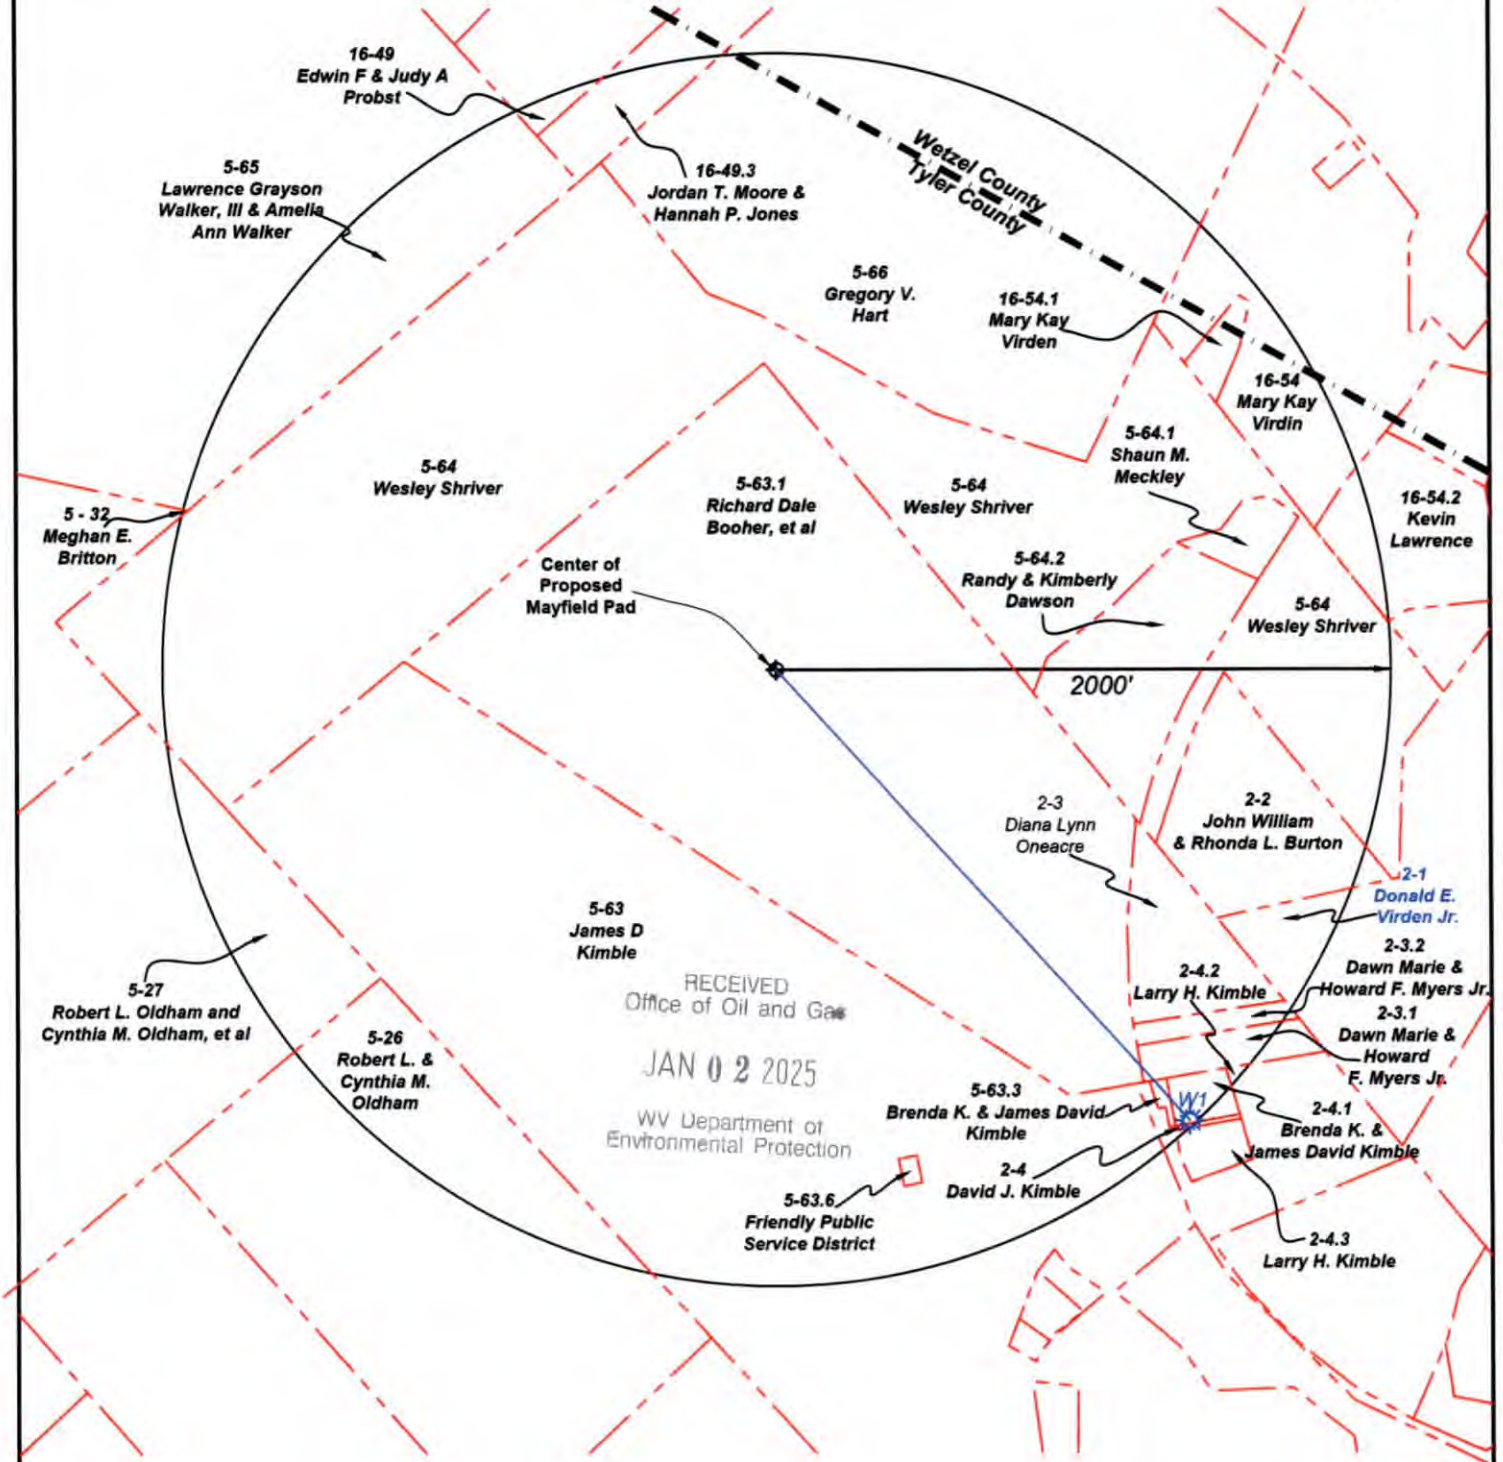 16-49
Edwin F & Judy A
Probst
5-65
Lawrence Grayson
Walker, III & Amelia
Ann Walker
16-49.3
Jordan T. Moore &
Hannah P. Jones
Wetzel County
Tyler County
5-66
Gregory V.
Hart
16-54.1
Mary Kay
Virden
16-54
Mary Kay
Virdin
5-64.1
Shaun M.
Meckley
5-64
Wesley Shriver
5-63.1
Richard Dale
Booher, et al
5-64
Wesley Shriver
16-54.2
Kevin
Lawrence
5 - 32
Meghan E.
Britton
Center of
Proposed
Mayfield Pad
5-64.2
Randy & Kimberly
Dawson
5-64
Wesley Shriver
2000'
2-3
Diana Lynn
Oneacre
2-2
John William
& Rhonda L. Burton
2-1
Donald E.
Virden Jr.
5-63
James D
Kimble
2-3.2
Dawn Marie &
Howard F. Myers Jr.
2-4.2
Larry H. Kimble
5-27
Robert L. Oldham and
Cynthia M. Oldham, et al
RECEIVED
Office of Oil and Gas
JAN 02 2025
WV Department of
Environmental Protection
2-3.1
Dawn Marie &
Howard
F. Myers Jr.
5-26
Robert L. &
Cynthia M.
Oldham
5-63.3
Brenda K. & James David
Kimble
W1
2-4.1
Brenda K. &
James David Kimble
2-4
David J. Kimble
5-63.6
Friendly Public
Service District
2-4.3
Larry H. Kimble